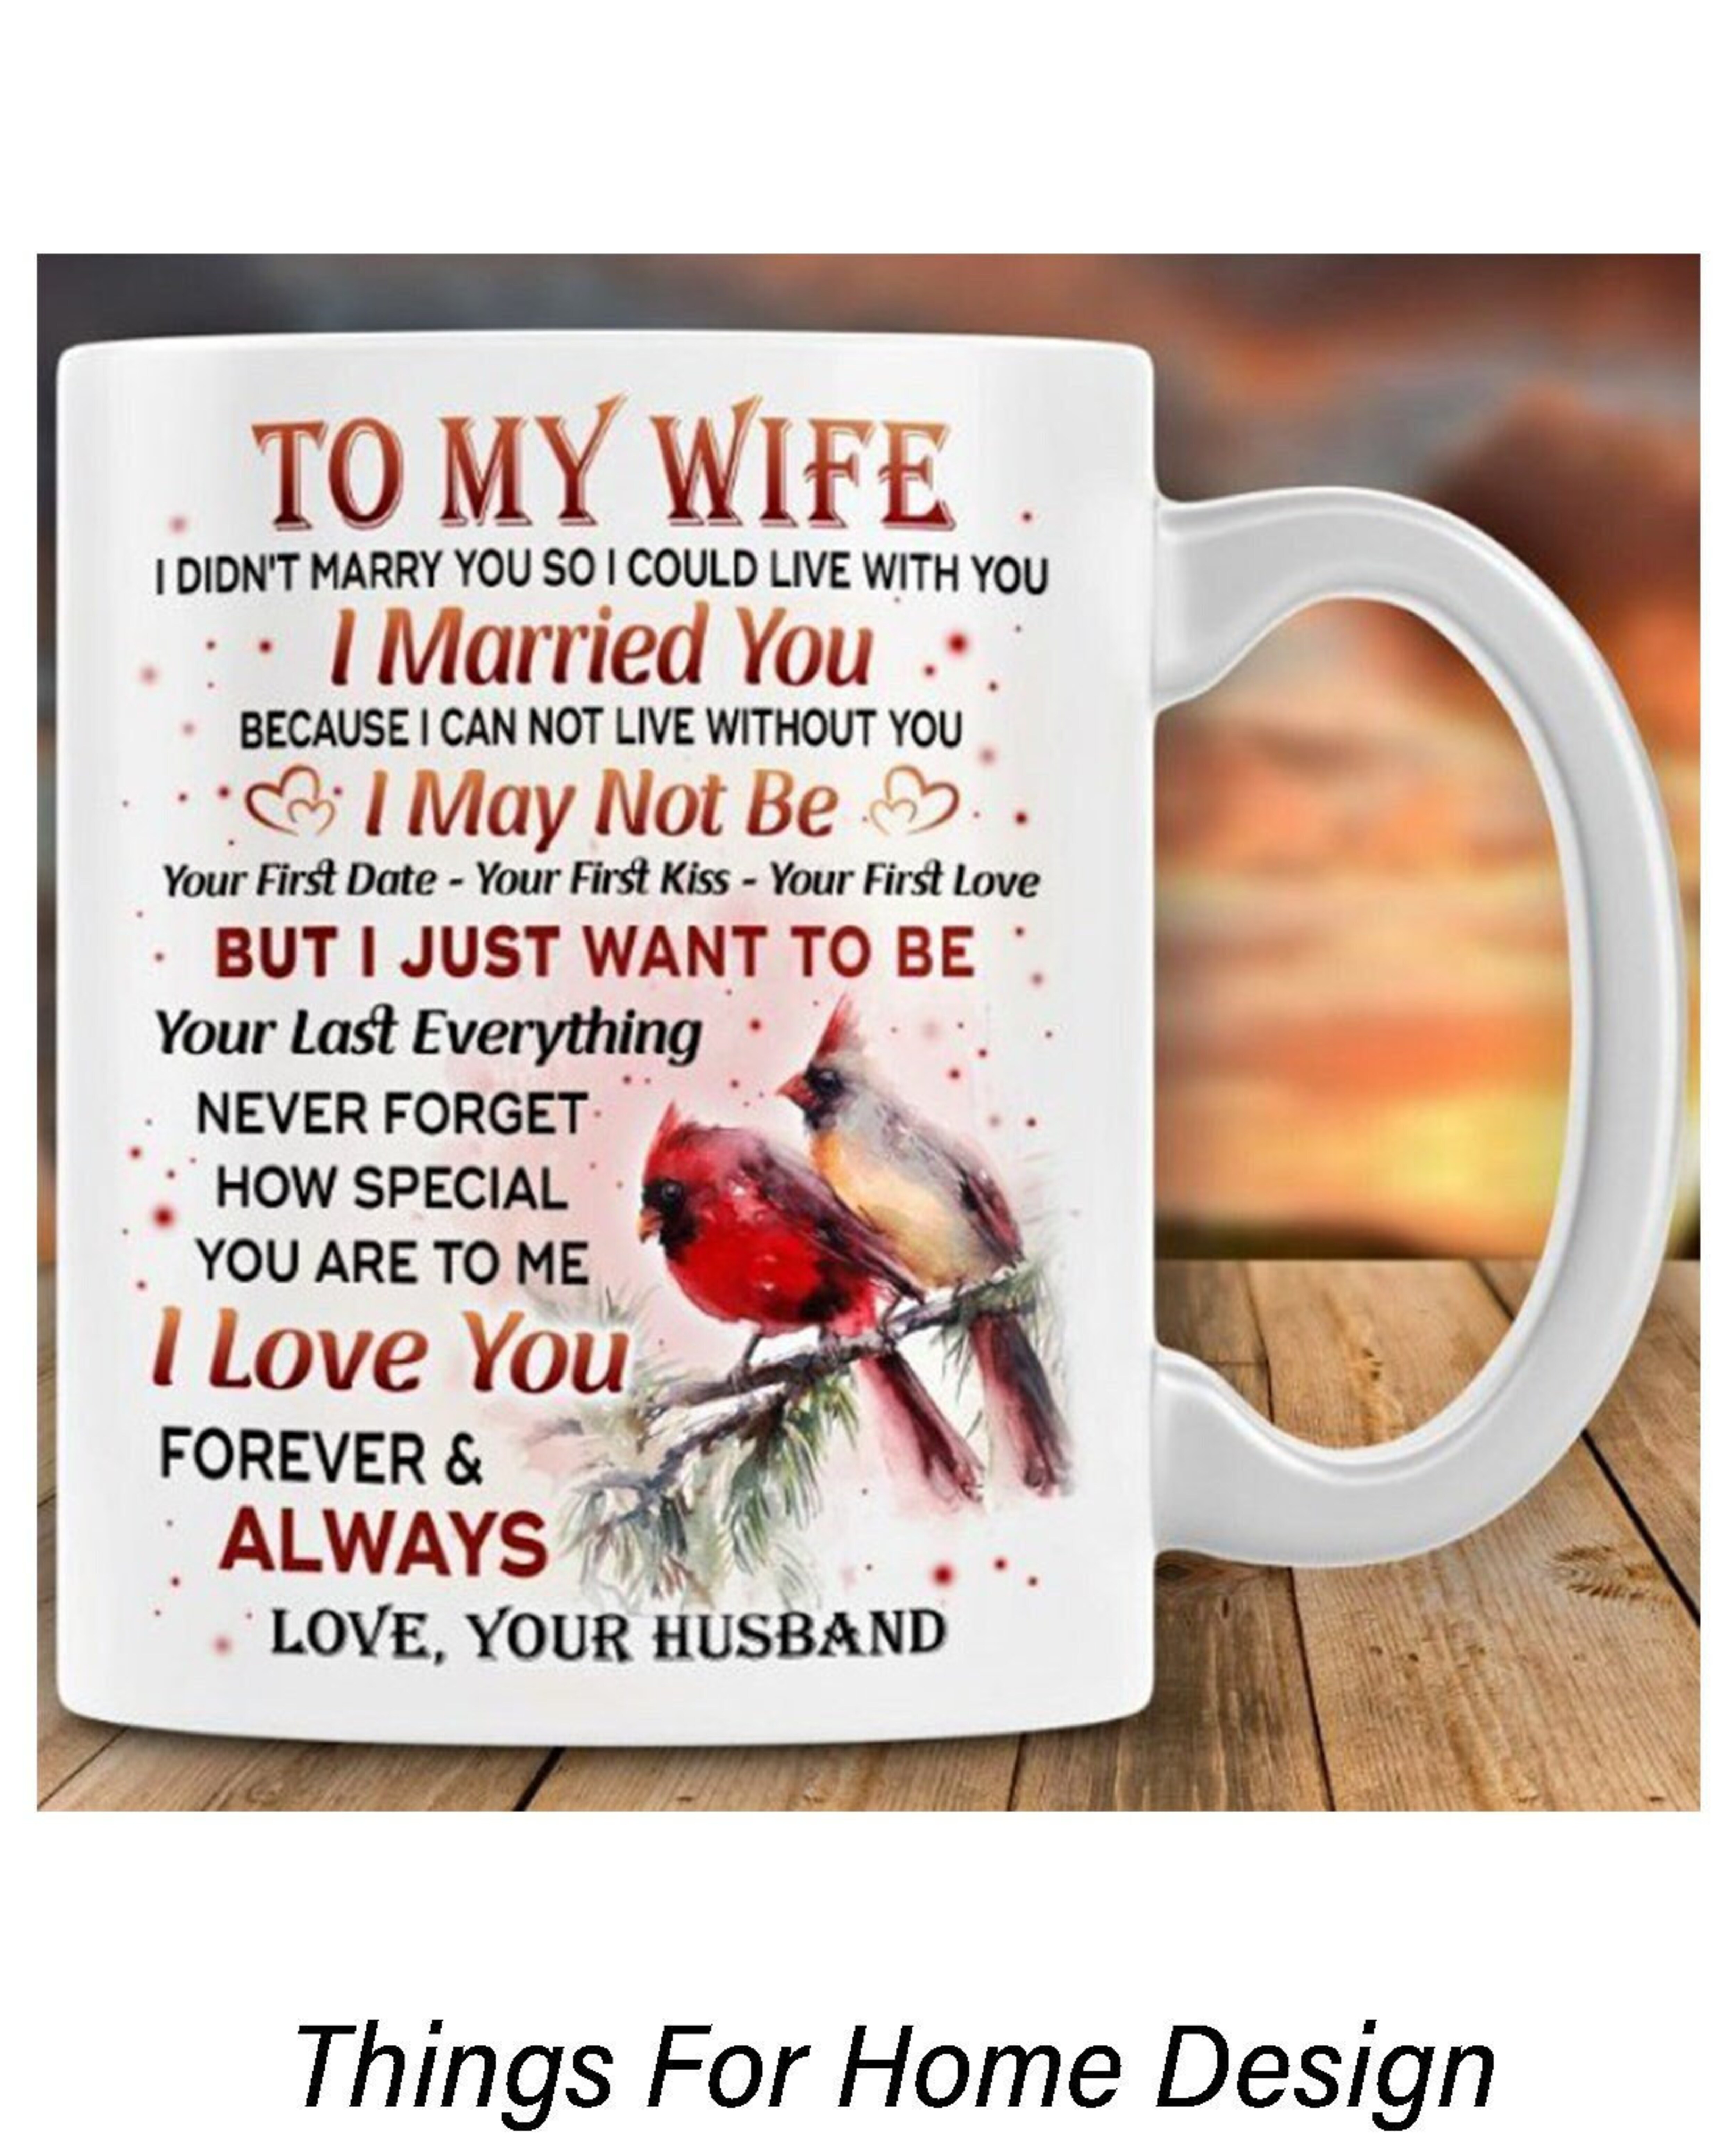 TO MY WIFE
I DIDN'T MARRY YOU SO I COULD LIVE WITH YOU
I Married You
BECAUSE I CAN NOT LIVE WITHOUT YOU
I May Not Be
Your First Date - Your First Kiss - Your First Love
BUT I JUST WANT TO BE
Your Last Everything
NEVER FORGET
HOW SPECIAL
YOU ARE TO ME
I Love You
FOREVER &
ALWAYS
LOVE, YOUR HUSBAND
Things For Home Design